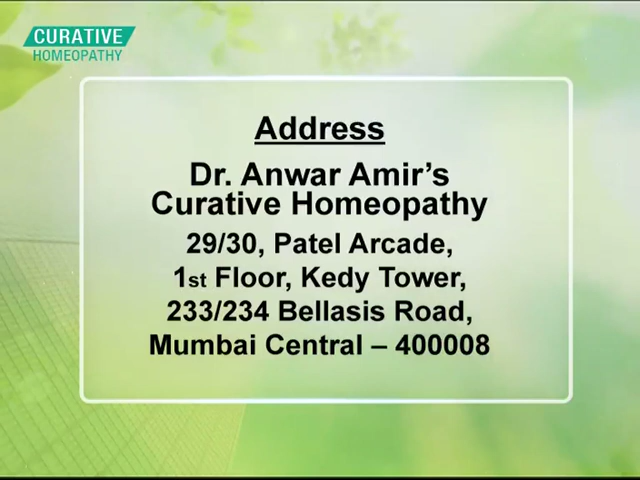 CURATIVE
HOMEOPATHY
Address
Dr. Anwar Amir’s
Curative Homeopathy
29/30, Patel Arcade,
1st Floor, Kedy Tower,
233/234 Bellasis Road,
Mumbai Central – 400008